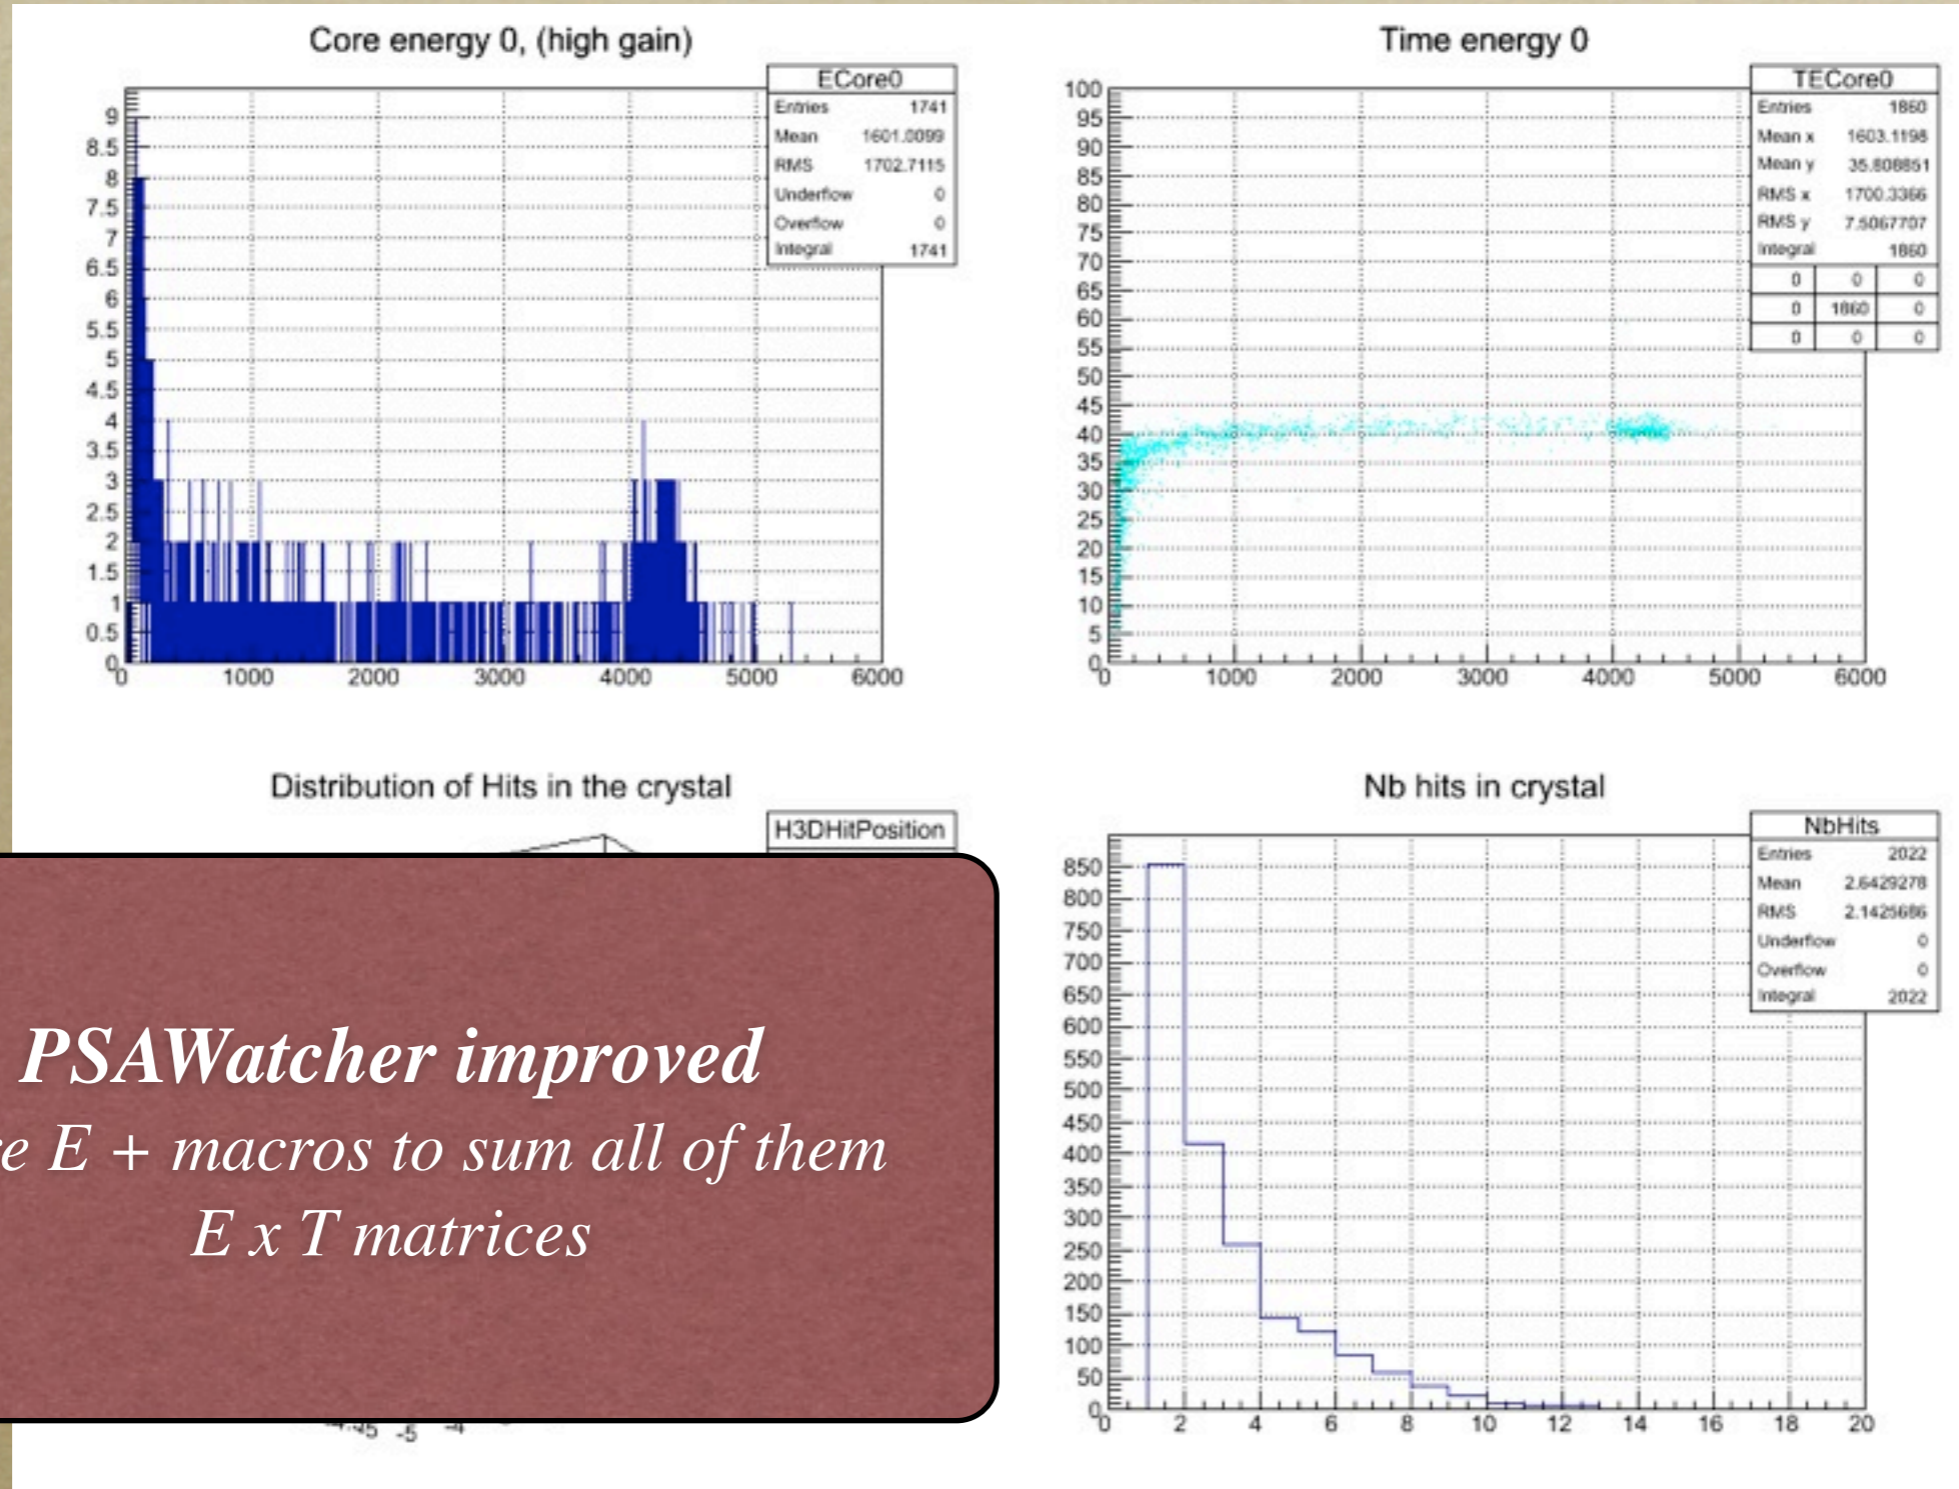 Core energy 0, (high gain)
ECore0
Entries 1741
Mean 1601.0099
RMS 1702.7115
Underflow 0
Overflow 0
Integral 1741
9
8.5
8
7.5
7
6.5
6
5.5
5
4.5
4
3.5
3
2.5
2
1.5
1
0.5
0
0 1000 2000 3000 4000 5000 6000
Time energy 0
TECore0
Entries 1860
Mean x 1603.1198
Mean y 35.808851
RMS x 1700.3366
RMS y 7.5067707
Integral 1860
0 0 0
0 1860 0
0 0 0
100
95
90
85
80
75
70
65
60
55
50
45
40
35
30
25
20
15
10
5
0
0 1000 2000 3000 4000 5000 6000
Distribution of Hits in the crystal
H3DHitPosition
PSAWatcher improved
e E + macros to sum all of them
E x T matrices
-5 -4
Nb hits in crystal
NbHits
Entries 2022
Mean 2.6429278
RMS 2.1425686
Underflow 0
Overflow 0
Integral 2022
850
800
750
700
650
600
550
500
450
400
350
300
250
200
150
100
50
0
0 2 4 6 8 10 12 14 16 18 20